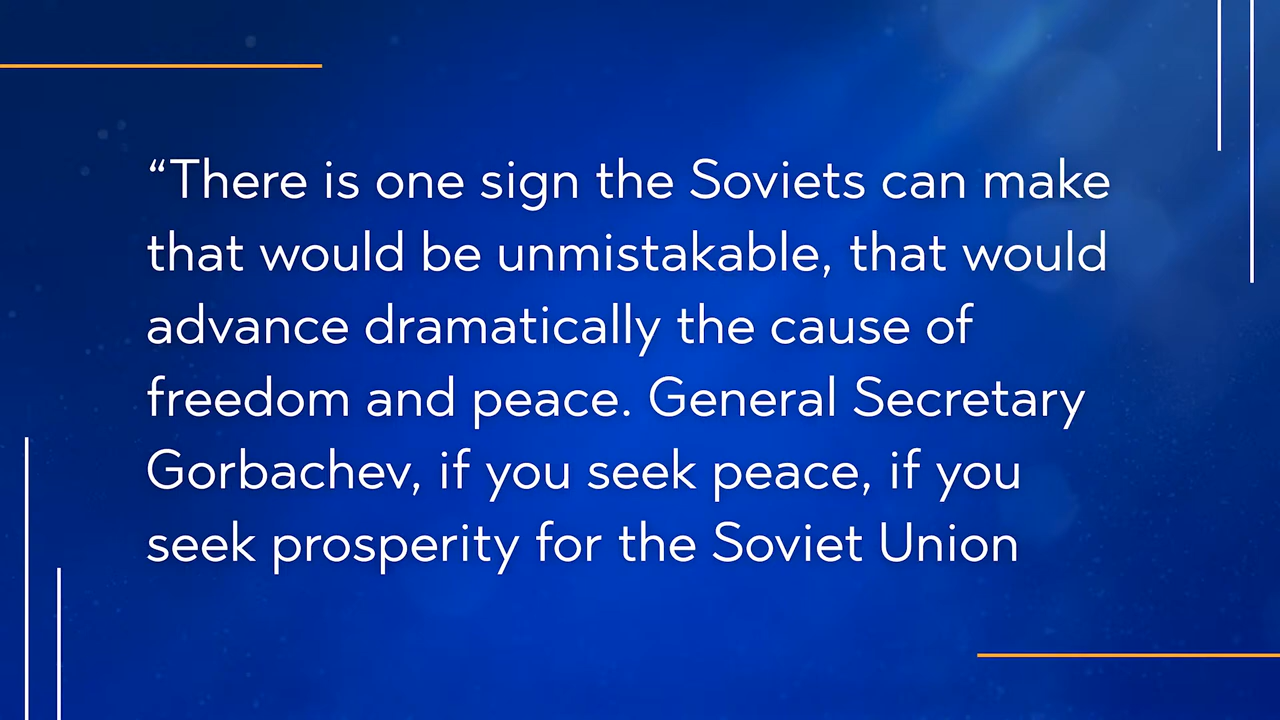 “There is one sign the Soviets can make
that would be unmistakable, that would
advance dramatically the cause of
freedom and peace. General Secretary
Gorbachev, if you seek peace, if you
seek prosperity for the Soviet Union